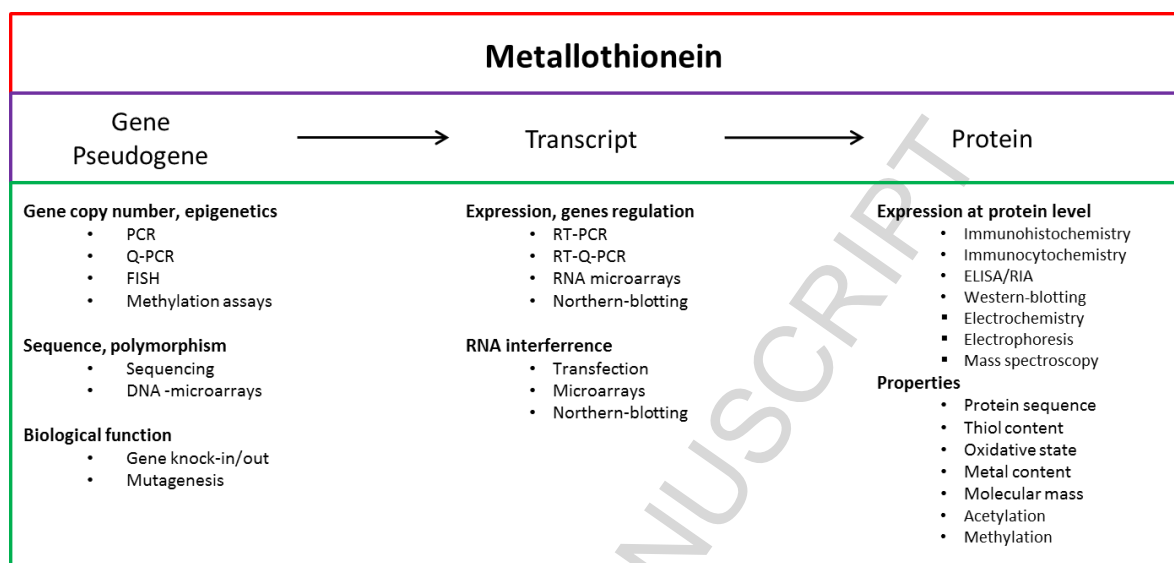 Metallothionein
Gene
Pseudogene
Transcript
Protein
Gene copy number, epigenetics
• PCR
• Q-PCR
• FISH
• Methylation assays
Sequence, polymorphism
• Sequencing
• DNA -microarrays
Biological function
• Gene knock-in/out
• Mutagenesis
Expression, genes regulation
• RT-PCR
• RT-Q-PCR
• RNA microarrays
• Northern-blotting
RNA interferrence
• Transfection
• Microarrays
• Northern-blotting
Expression at protein level
• Immunohistochemistry
• Immunocytochemistry
• ELISA/RIA
• Western-blotting
▪ Electrochemistry
▪ Electrophoresis
▪ Mass spectroscopy
Properties
• Protein sequence
• Thiol content
• Oxidative state
• Metal content
• Molecular mass
• Acetylation
• Methylation
NUSCRIPT